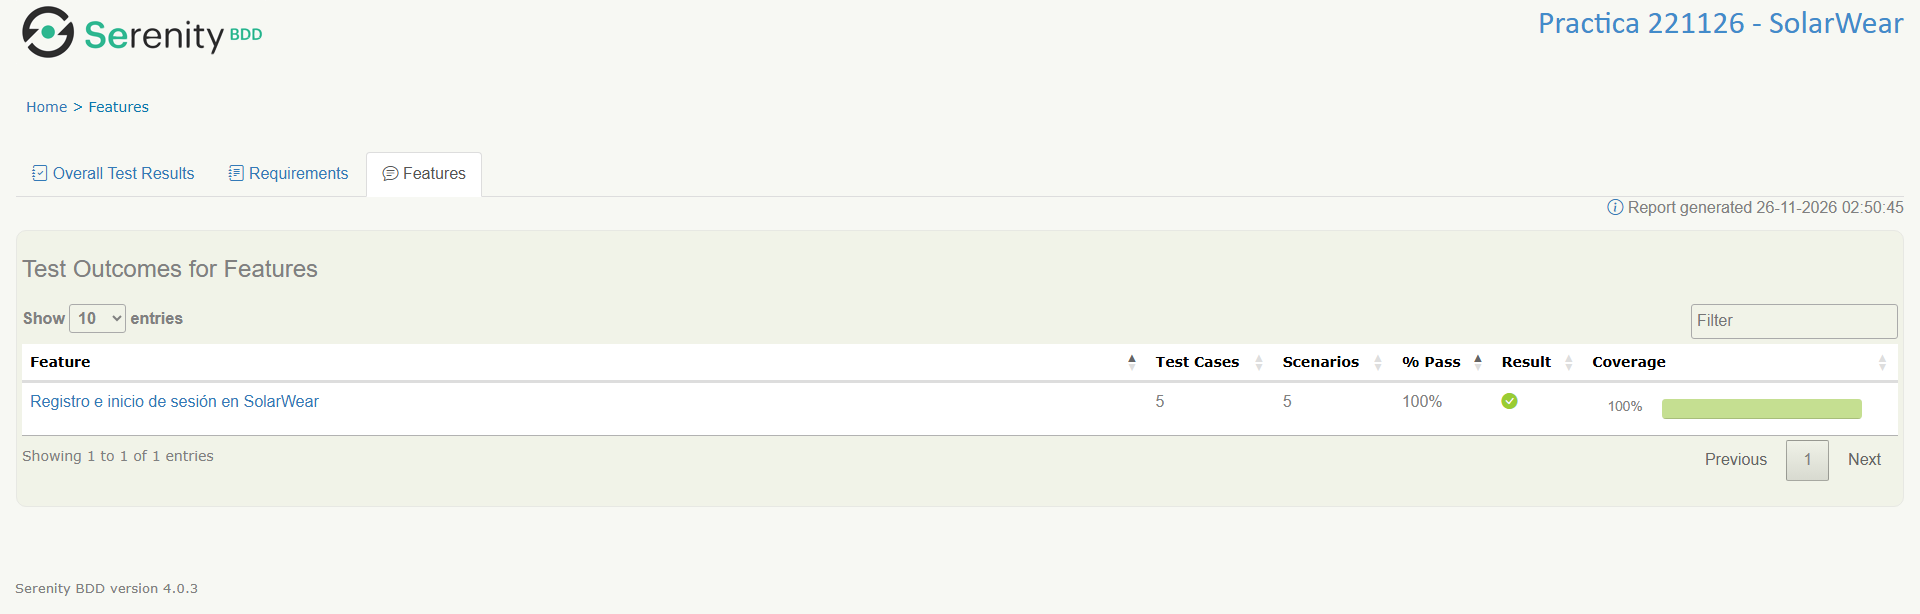 Serenity BDD
Practica 221126 - SolarWear
Home > Features
Overall Test Results Requirements Features
Report generated 26-11-2026 02:50:45
Test Outcomes for Features
Show 10 entries
Filter
Feature Test Cases Scenarios % Pass Result Coverage
Registro e inicio de sesión en SolarWear 5 5 100% 100%
Showing 1 to 1 of 1 entries
Previous 1 Next
Serenity BDD version 4.0.3